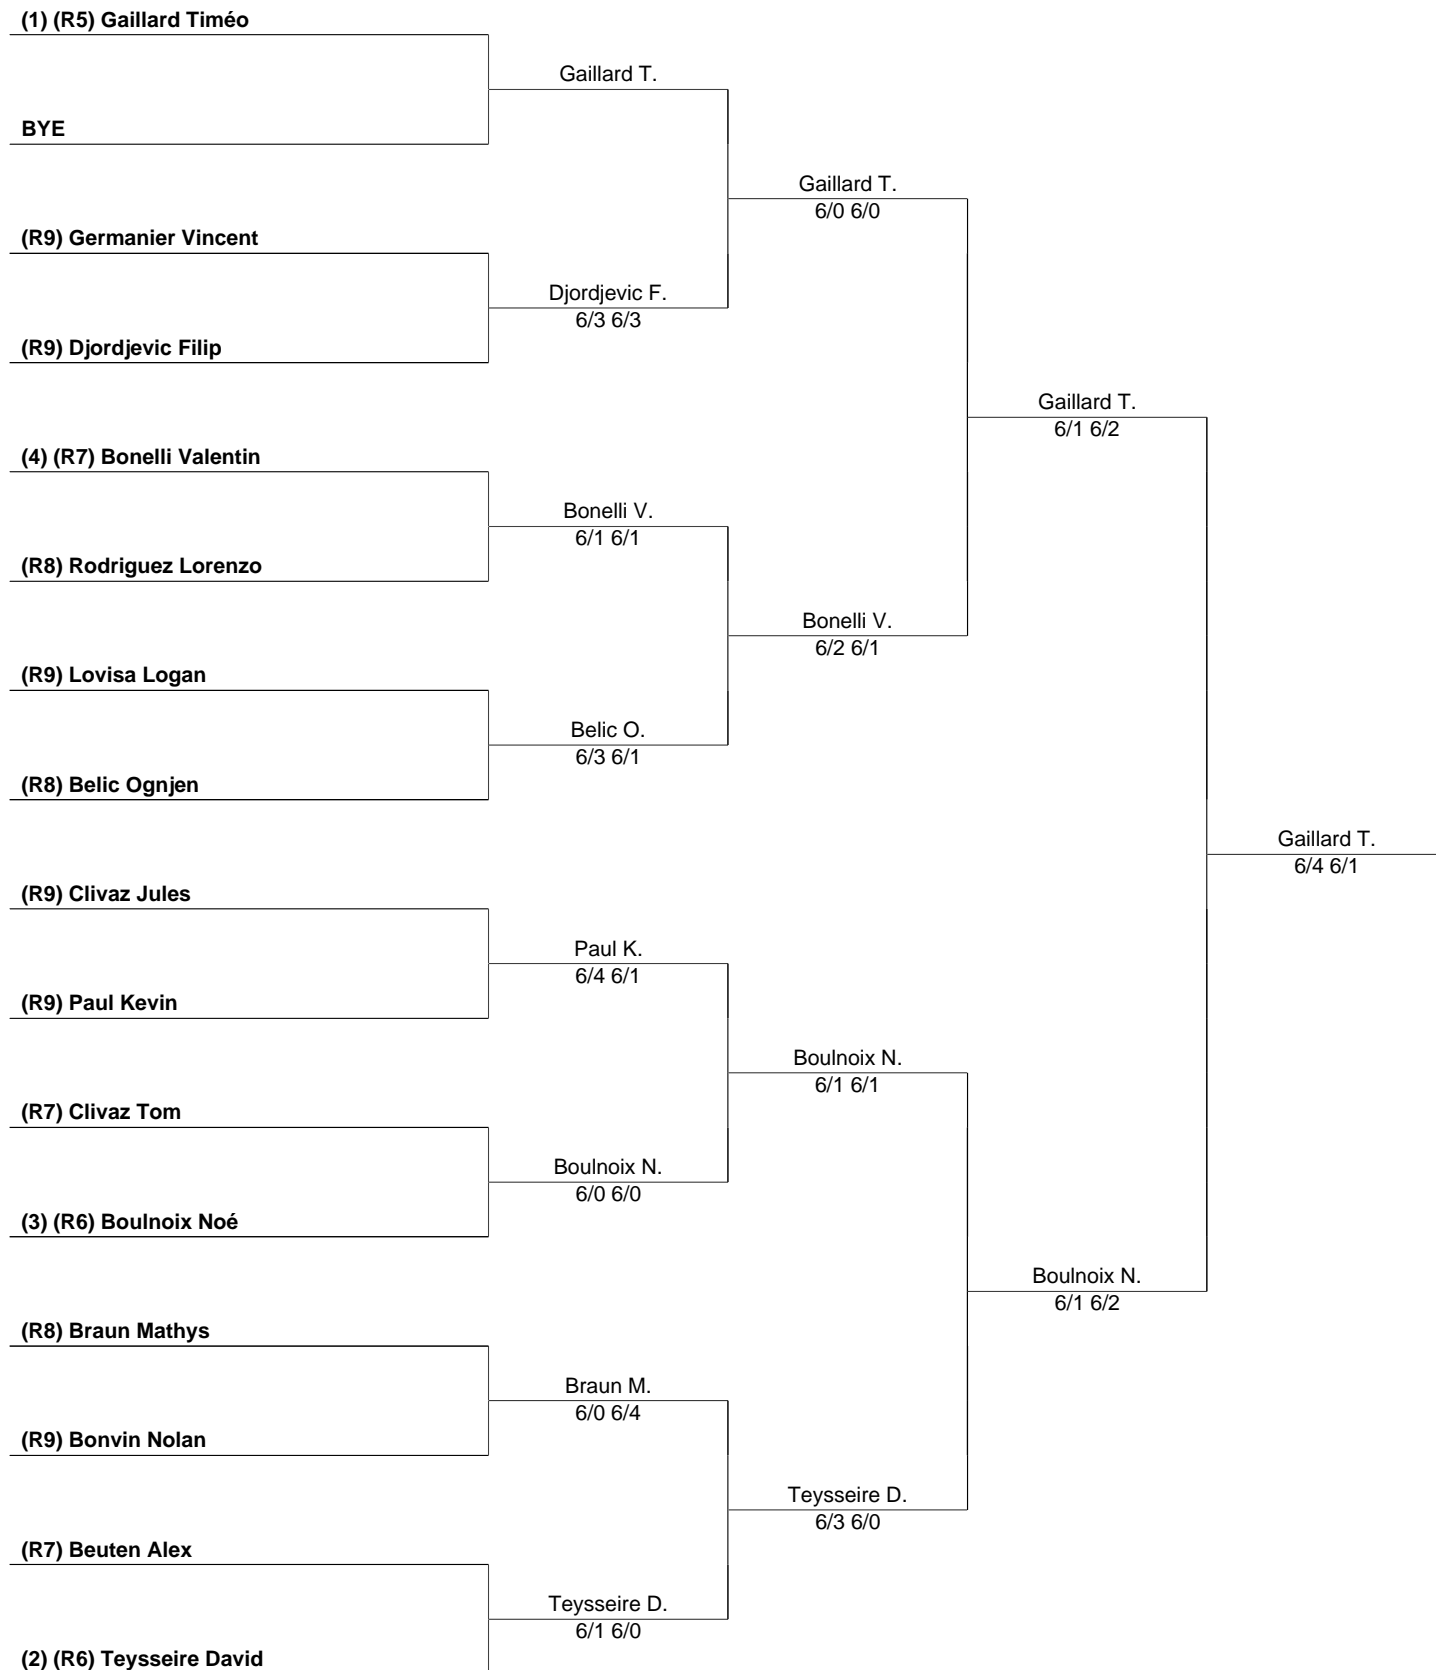 (1) (R5) Gaillard Timéo
Gaillard T.
BYE
Gaillard T.
6/0 6/0
(R9) Germanier Vincent
Djordjevic F.
6/3 6/3
(R9) Djordjevic Filip
Gaillard T.
6/1 6/2
(4) (R7) Bonelli Valentin
Bonelli V.
6/1 6/1
(R8) Rodriguez Lorenzo
Bonelli V.
6/2 6/1
(R9) Lovisa Logan
Belic O.
6/3 6/1
(R8) Belic Ognjen
Gaillard T.
6/4 6/1
(R9) Clivaz Jules
Paul K.
6/4 6/1
(R9) Paul Kevin
Boulnoix N.
6/1 6/1
(R7) Clivaz Tom
Boulnoix N.
6/0 6/0
(3) (R6) Boulnoix Noé
Boulnoix N.
6/1 6/2
(R8) Braun Mathys
Braun M.
6/0 6/4
(R9) Bonvin Nolan
Teysseire D.
6/3 6/0
(R7) Beuten Alex
Teysseire D.
6/1 6/0
(2) (R6) Teysseire David